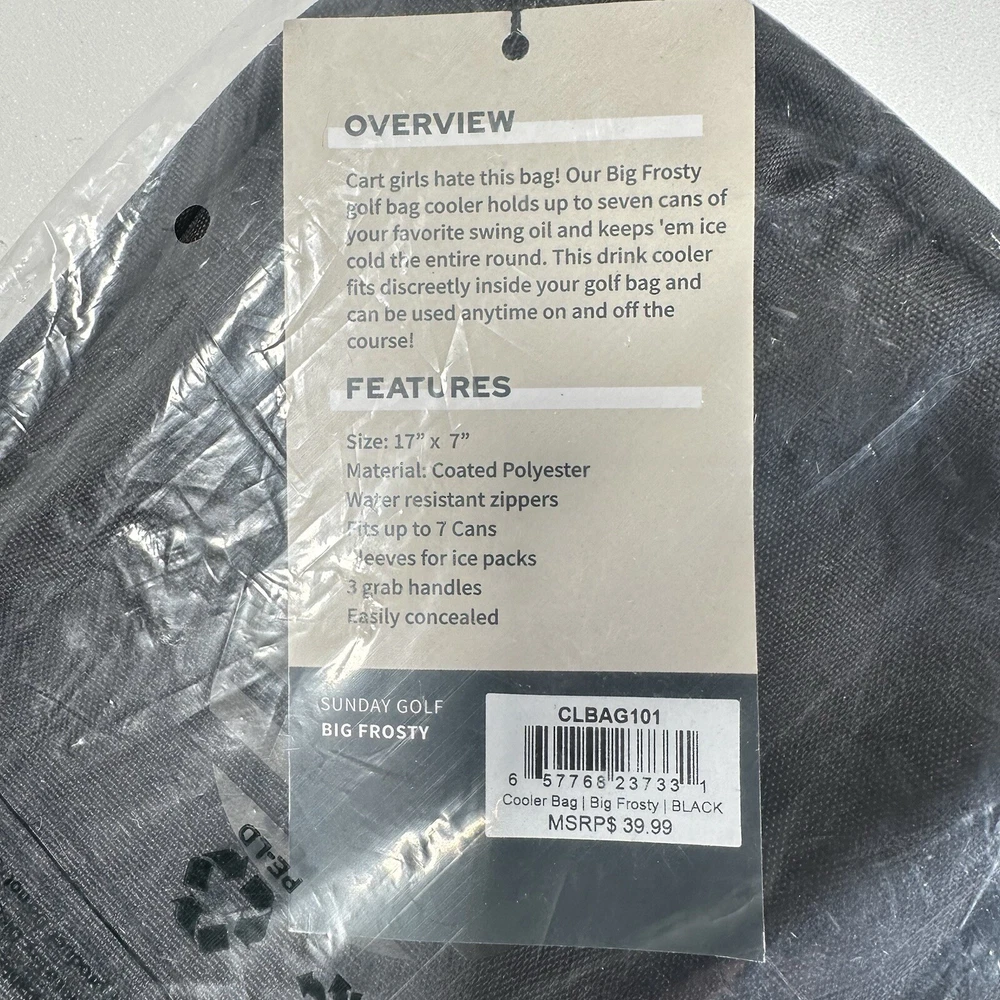 OVERVIEW
Cart girls hate this bag! Our Big Frosty
golf bag cooler holds up to seven cans of
your favorite swing oil and keeps 'em ice
cold the entire round. This drink cooler
fits discreetly inside your golf bag and
can be used anytime on and off the
course!
FEATURES
Size: 17” x 7”
Material: Coated Polyester
Water resistant zippers
Fits up to 7 Cans
Sleeves for ice packs
3 grab handles
Easily concealed
SUNDAY GOLF
BIG FROSTY
CLBAG101
6 57768 23733 1
Cooler Bag | Big Frosty | BLACK
MSRP$ 39.99
PE-LD